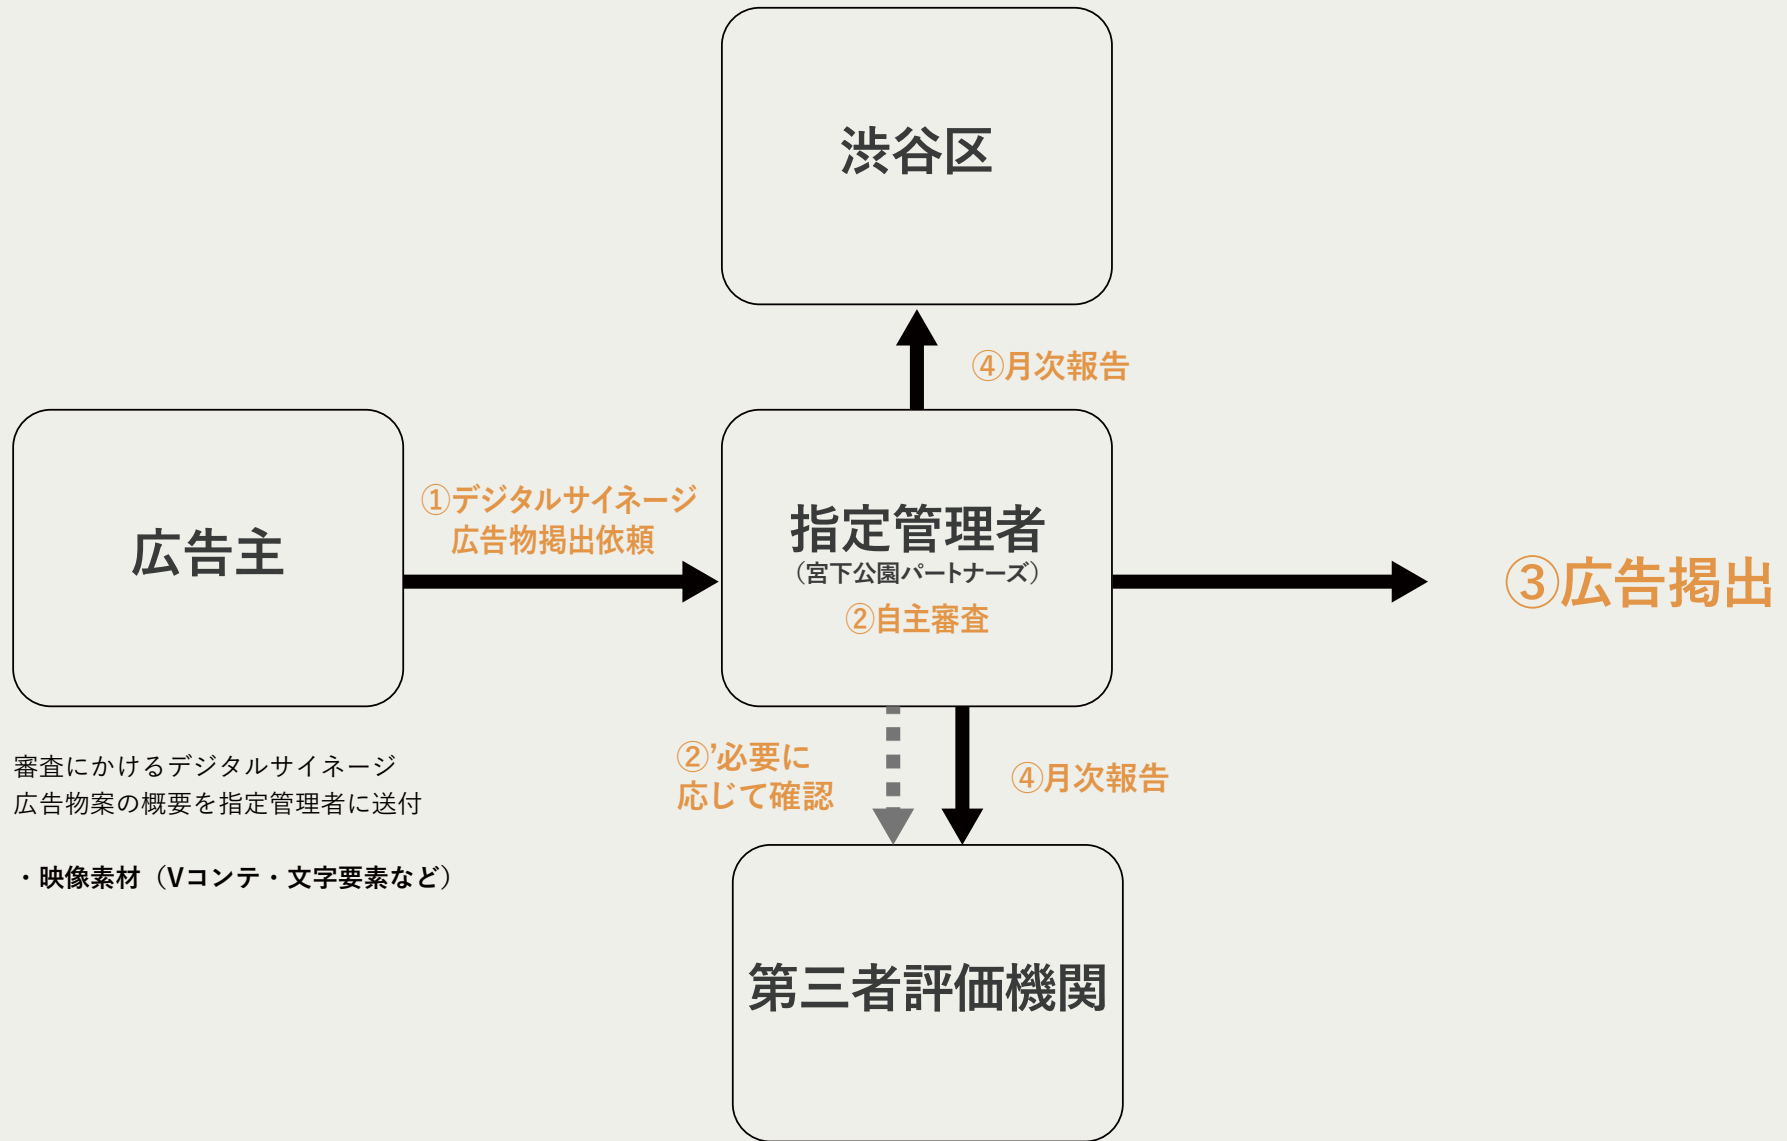 渋谷区
④月次報告
広告主
①デジタルサイネージ
広告物掲出依頼
指定管理者
（宮下公園パートナーズ）
②自主審査
③広告掲出
審査にかけるデジタルサイネージ
広告物案の概要を指定管理者に送付
・映像素材（Vコンテ・文字要素など）
②’必要に
応じて確認
④月次報告
第三者評価機関